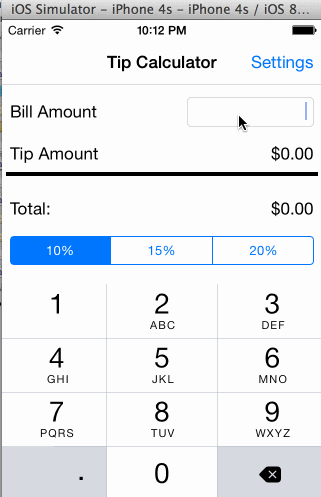 iOS Simulator – iPhone 4s – iPhone 4s / iOS 8...
Carrier 10:12 PM
Tip Calculator Settings
Bill Amount
Tip Amount $0.00
Total: $0.00
10% 15% 20%
1 2 3
ABC DEF
4 5 6
GHI JKL MNO
7 8 9
PQRS TUV WXYZ
. 0